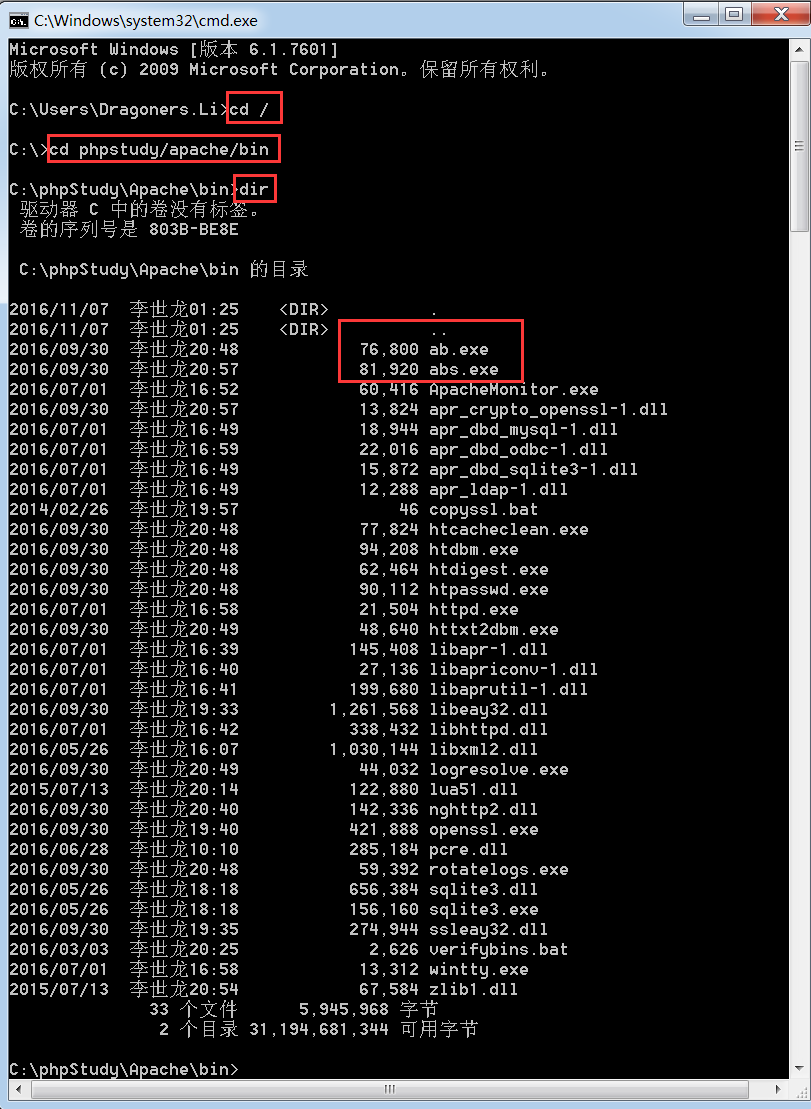 C:\Windows\system32\cmd.exe
Microsoft Windows [版本 6.1.7601]
版权所有 (c) 2009 Microsoft Corporation。保留所有权利。
C:\Users\Dragoners.Li>cd /
C:\>cd phpstudy/apache/bin
C:\phpStudy\Apache\bin>dir
驱动器 C 中的卷没有标签。
卷的序列号是 803B-BE8E
C:\phpStudy\Apache\bin 的目录
2016/11/07 李世龙01:25 <DIR> .
2016/11/07 李世龙01:25 <DIR> ..
2016/09/30 李世龙20:48 76,800 ab.exe
2016/09/30 李世龙20:57 81,920 abs.exe
2016/07/01 李世龙16:52 60,416 ApacheMonitor.exe
2016/09/30 李世龙20:57 13,824 apr_crypto_openssl-1.dll
2016/07/01 李世龙16:49 18,944 apr_dbd_mysql-1.dll
2016/07/01 李世龙16:59 22,016 apr_dbd_odbc-1.dll
2016/07/01 李世龙16:49 15,872 apr_dbd_sqlite3-1.dll
2016/07/01 李世龙16:49 12,288 apr_ldap-1.dll
2014/02/26 李世龙19:57 46 copyssl.bat
2016/09/30 李世龙20:48 77,824 htcacheclean.exe
2016/09/30 李世龙20:48 94,208 htdbm.exe
2016/09/30 李世龙20:48 62,464 htdigest.exe
2016/09/30 李世龙20:48 90,112 htpasswd.exe
2016/07/01 李世龙16:58 21,504 httpd.exe
2016/09/30 李世龙20:49 48,640 httxt2dbm.exe
2016/07/01 李世龙16:39 145,408 libapr-1.dll
2016/07/01 李世龙16:40 27,136 libapriconv-1.dll
2016/07/01 李世龙16:41 199,680 libaprutil-1.dll
2016/09/30 李世龙19:33 1,261,568 libeay32.dll
2016/07/01 李世龙16:42 338,432 libhttpd.dll
2016/05/26 李世龙16:07 1,030,144 libxml2.dll
2016/09/30 李世龙20:49 44,032 logresolve.exe
2015/07/13 李世龙20:14 122,880 lua51.dll
2016/09/30 李世龙20:40 142,336 nghttp2.dll
2016/09/30 李世龙19:40 421,888 openssl.exe
2016/06/28 李世龙10:10 285,184 pcre.dll
2016/09/30 李世龙20:48 59,392 rotatelogs.exe
2016/05/26 李世龙18:18 656,384 sqlite3.dll
2016/05/26 李世龙18:18 156,160 sqlite3.exe
2016/09/30 李世龙19:35 274,944 ssleay32.dll
2016/03/03 李世龙20:25 2,626 verifybins.bat
2016/07/01 李世龙16:58 13,312 wintty.exe
2015/07/13 李世龙20:54 67,584 zlib1.dll
33 个文件 5,945,968 字节
2 个目录 31,194,681,344 可用字节
C:\phpStudy\Apache\bin>